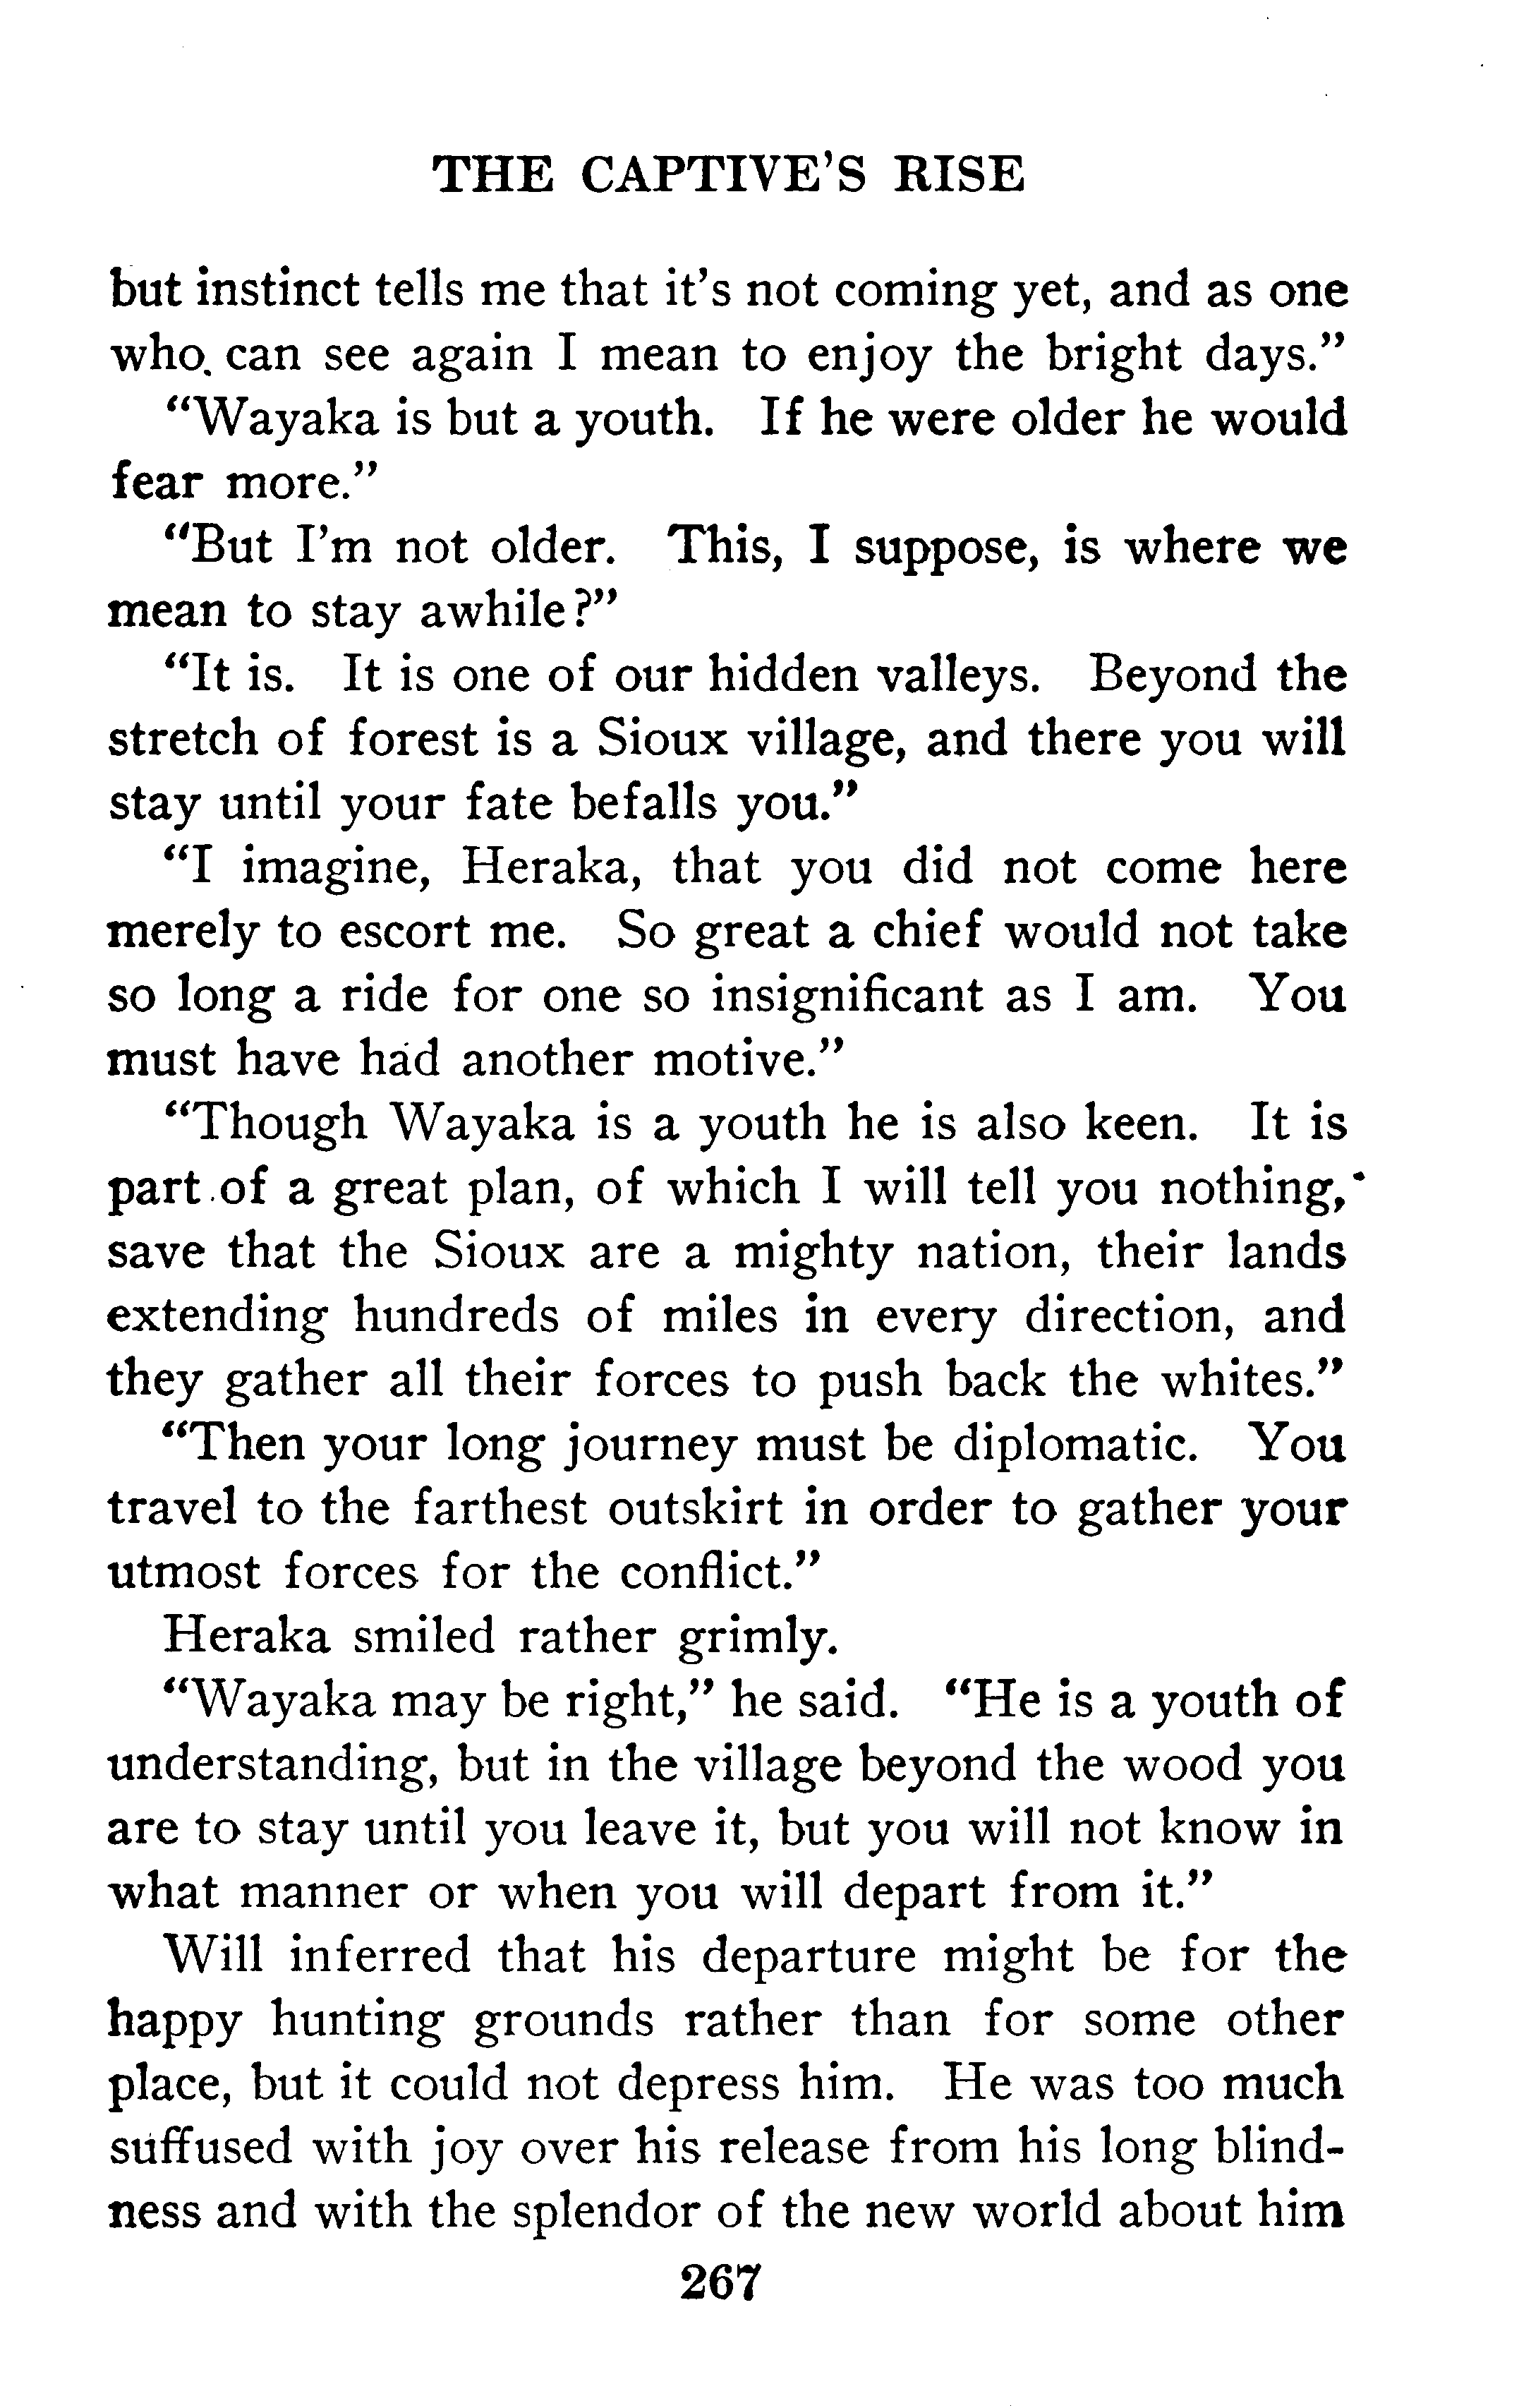 THE CAPTIVE'S RISE
but instinct tells me that it's not coming yet, and as one
who can see again I mean to enjoy the bright days."
"Wayaka is but a youth. If he were older he would
fear more."
"But I'm not older. This, I suppose, is where we
mean to stay awhile?"
"It is. It is one of our hidden valleys. Beyond the
stretch of forest is a Sioux village, and there you will
stay until your fate befalls you."
"I imagine, Heraka, that you did not come here
merely to escort me. So great a chief would not take
so long a ride for one so insignificant as I am. You
must have had another motive."
"Though Wayaka is a youth he is also keen. It is
part of a great plan, of which I will tell you nothing,
save that the Sioux are a mighty nation, their lands
extending hundreds of miles in every direction, and
they gather all their forces to push back the whites."
"Then your long journey must be diplomatic. You
travel to the farthest outskirt in order to gather your
utmost forces for the conflict."
Heraka smiled rather grimly.
"Wayaka may be right," he said. "He is a youth of
understanding, but in the village beyond the wood you
are to stay until you leave it, but you will not know in
what manner or when you will depart from it."
Will inferred that his departure might be for the
happy hunting grounds rather than for some other
place, but it could not depress him. He was too much
suffused with joy over his release from his long blind-
ness and with the splendor of the new world about him
267